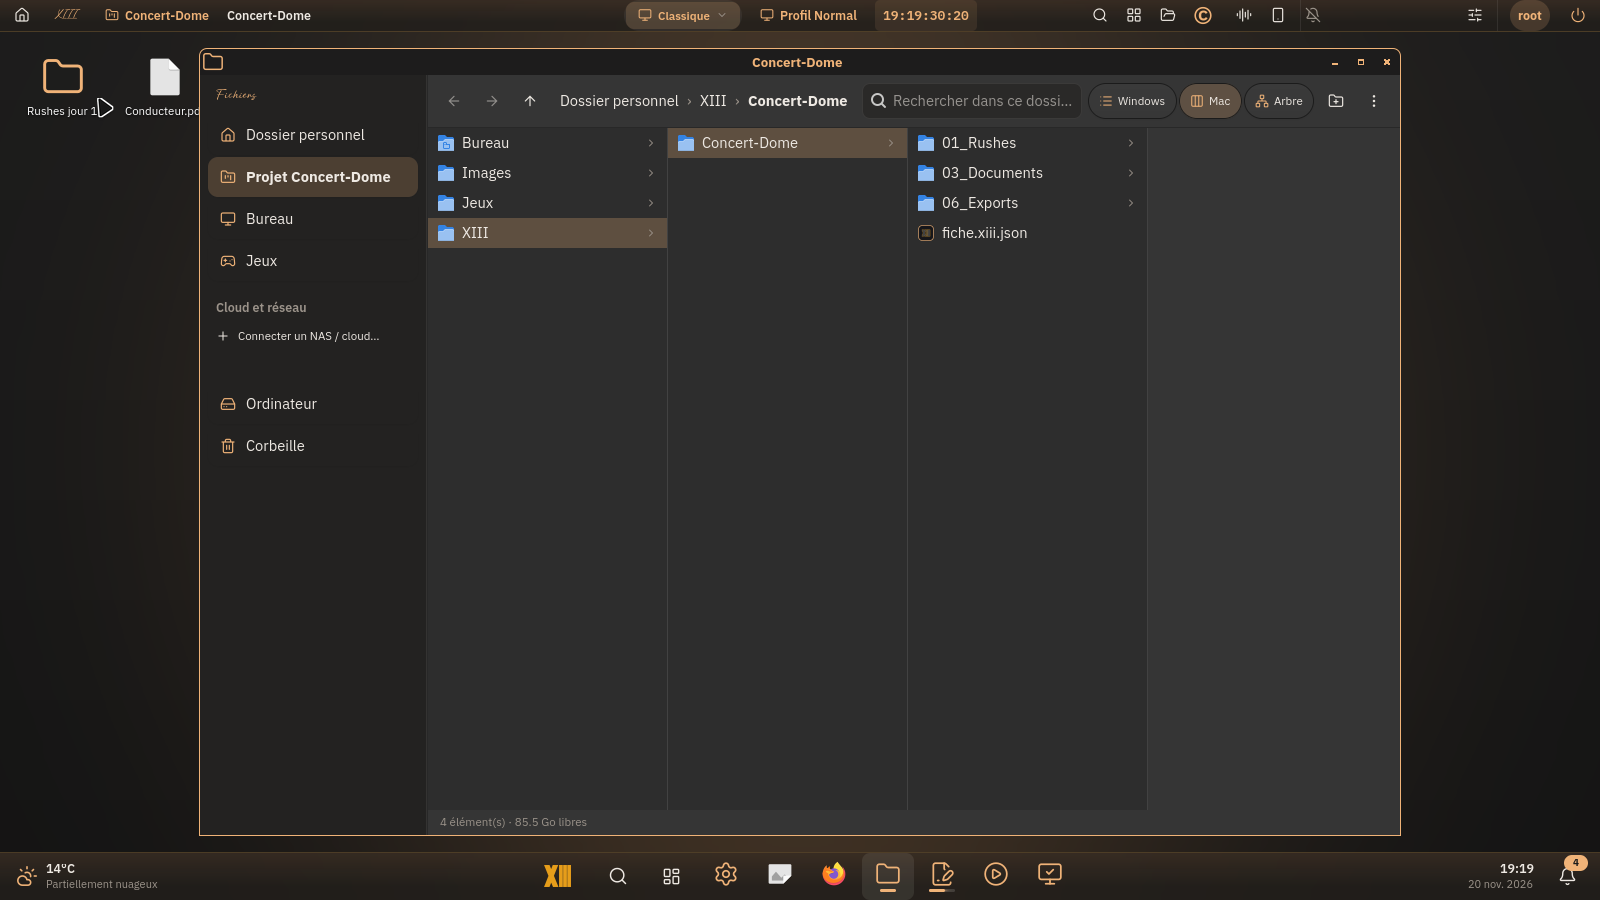 XIII Concert-Dome Concert-Dome Classique Profil Normal 19:19:30:20 C root
Rushes jour 1
Conducteur.pd
Concert-Dome
Fichiers
Dossier personnel
Projet Concert-Dome
Bureau
Jeux
Cloud et réseau
Connecter un NAS / cloud...
Ordinateur
Corbeille
Dossier personnel › XIII › Concert-Dome Rechercher dans ce dossi... Windows Mac Arbre
Bureau
Images
Jeux
XIII
Concert-Dome
01_Rushes
03_Documents
06_Exports
fiche.xiii.json
4 élément(s) · 85.5 Go libres
14°C
Partiellement nuageux
XIII
19:19
20 nov. 2026
4